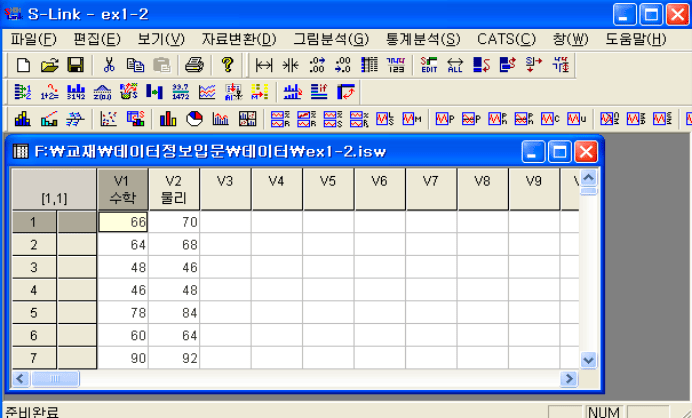 S-Link - ex1-2
파일(F) 편집(E) 보기(V) 자료변환(D) 그림분석(G) 통계분석(S) CATS(C) 창(W) 도움말(H)
F:₩교재₩데이터정보입문₩데이터₩ex1-2.isw
[1,1] V1 V2 V3 V4 V5 V6 V7 V8 V9
수학 물리
1 66 70
2 64 68
3 48 46
4 46 48
5 78 84
6 60 64
7 90 92
준비완료 NUM